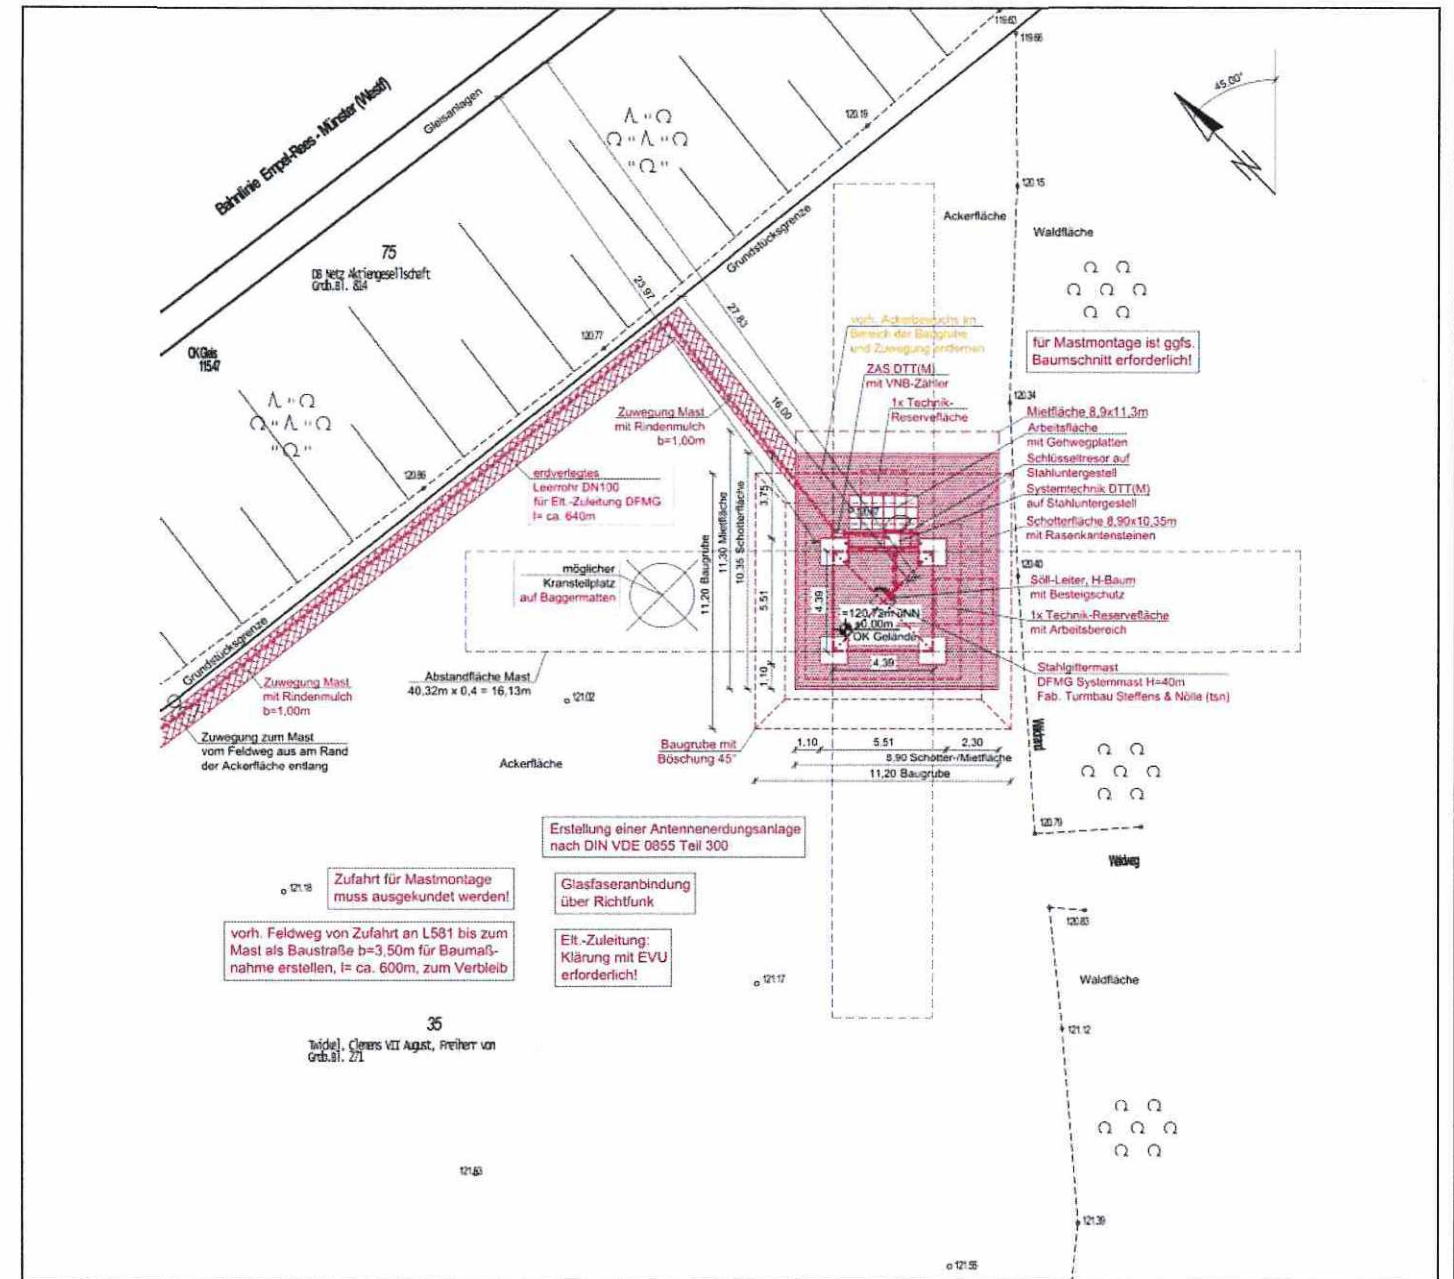 119.63
119.66
45.00°
N
Bahnlinie Empel-Rees - Münster (Westf)
Gleisanlagen
120.19
120.15
Ackerfläche
Waldfläche
Grundstücksgrenze
75
DB Netz Aktiengesellschaft
Grdb.Bl. 814
23.97
27.83
120.77
OK Gleis
115.47
vorh. Ackerbewuchs im
Bereich der Baugrube
und Zuwegung entfernen
für Mastmontage ist ggfs.
Baumschnitt erforderlich!
ZAS DTT(M)
mit VNB-Zähler
1x Technik-
Reservefläche
16.00
120.34
Zuwegung Mast
mit Rindenmulch
b=1,00m
Mietfläche 8,9x11,3m
Arbeitsfläche
mit Gehwegplatten
Schlüsseltresor auf
Stahluntergestell
Systemtechnik DTT(M)
auf Stahluntergestell
Schotterfläche 8,90x10,35m
mit Rasenkantensteinen
120.86
erdverlegtes
Leerrohr DN100
für Elt.-Zuleitung DFMG
l= ca. 640m
3,75
11,20 Baugrube
11,30 Mietfläche
10,35 Schotterfläche
5,51
1,10
4.39
120.40
möglicher
Kranstellplatz
auf Baggermatten
Söll-Leiter, H-Baum
mit Besteigschutz
1x Technik-Reservefläche
mit Arbeitsbereich
=120,72m üNN
±0.00m
OK Gelände
4.39
Stahlgittermast
DFMG Systemmast H=40m
Fab. Turmbau Steffens & Nölle (tsn)
Grundstücksgrenze
Abstandfläche Mast
40,32m x 0,4 = 16,13m
121.02
Zuwegung Mast
mit Rindenmulch
b=1,00m
Zuwegung zum Mast
vom Feldweg aus am Rand
der Ackerfläche entlang
Baugrube mit
Böschung 45°
1,10
5.51
2,30
8,90 Schotter-/Mietfläche
11,20 Baugrube
Ackerfläche
Waldrand
120.79
Waldweg
Erstellung einer Antennenerdungsanlage
nach DIN VDE 0855 Teil 300
121.18
Zufahrt für Mastmontage
muss ausgekundet werden!
Glasfaseranbindung
über Richtfunk
120.83
vorh. Feldweg von Zufahrt an L581 bis zum
Mast als Baustraße b=3,50m für Baumaß-
nahme erstellen, l= ca. 600m, zum Verbleib
Elt.-Zuleitung:
Klärung mit EVU
erforderlich!
121.17
Waldfläche
121.12
35
Twickel, Clemens VII August, Freiherr von
Grdb.Bl. 271
121.39
121.55